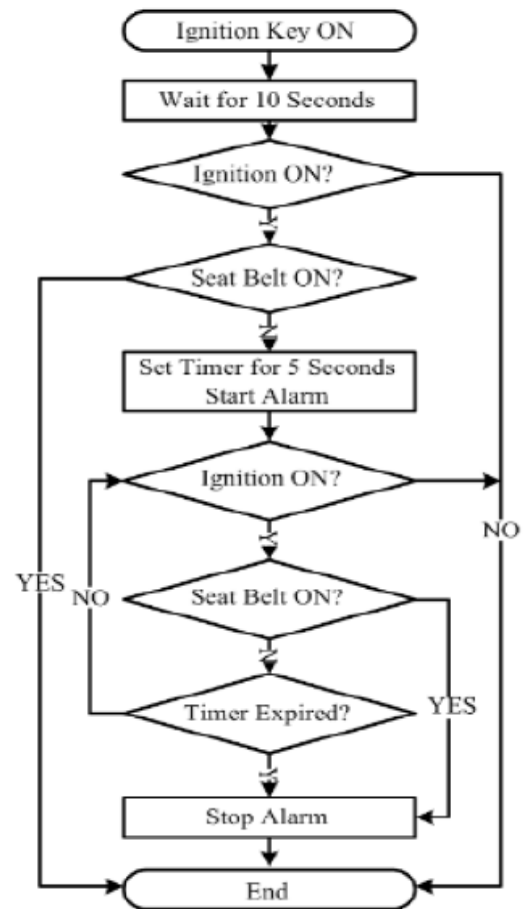 Ignition Key ON
Wait for 10 Seconds
Ignition ON?
Y
Seat Belt ON?
N
Set Timer for 5 Seconds
Start Alarm
Ignition ON?
NO
Y
YES
NO
Seat Belt ON?
N
YES
Timer Expired?
Y
Stop Alarm
End